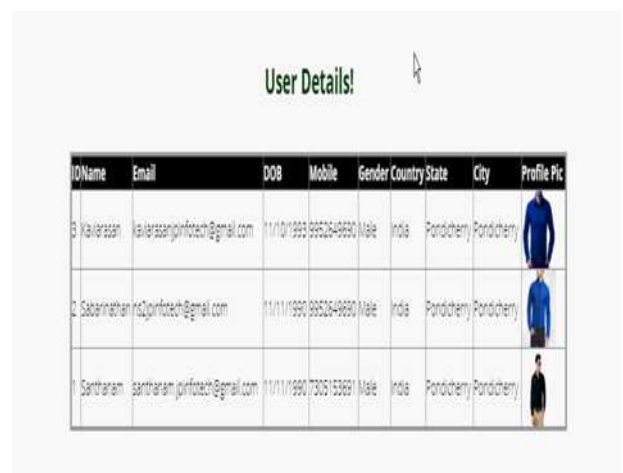 User Details!
ID Name Email DOB Mobile Gender Country State City Profile Pic
3 Kaviarasan kaviarasanjpinfotech@gmail.com 11/10/1993 9952649690 Male India Pondicherry Pondicherry
2 Sabarinathan ns2jpinfotech@gmail.com 11/11/1990 9952649690 Male India Pondicherry Pondicherry
1 Santhanam santhanam.jpinfotech@gmail.com 11/11/1990 7305153691 Male India Pondicherry Pondicherry